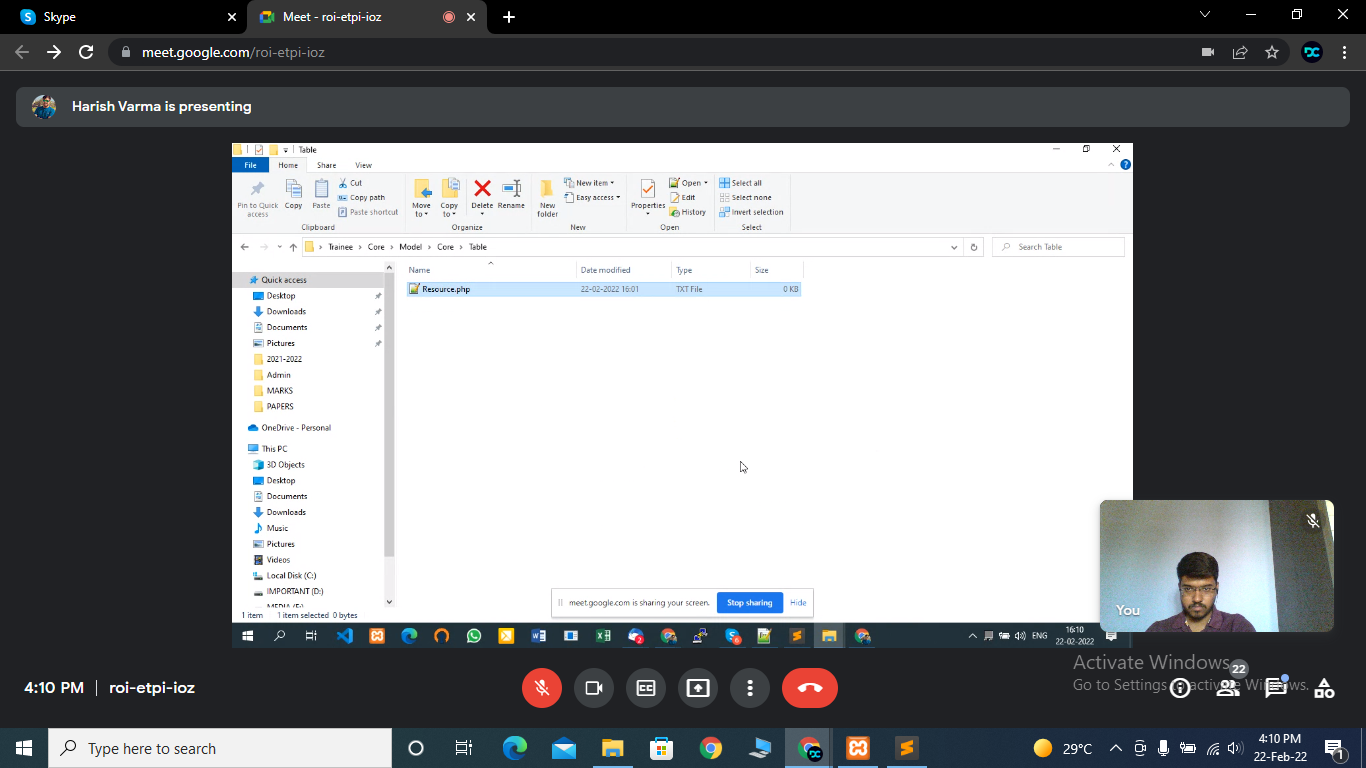 Skype
Meet - roi-etpi-ioz
meet.google.com/roi-etpi-ioz
Harish Varma is presenting
Table
File Home Share View
Pin to Quick access
Copy
Paste
Cut
Copy path
Paste shortcut
Move to
Copy to
Delete
Rename
New folder
New item
Easy access
Properties
Open
Edit
History
Select all
Select none
Invert selection
Clipboard Organize New Open Select
Trainee › Core › Model › Core › Table
Search Table
Name Date modified Type Size
Resource.php 22-02-2022 16:01 TXT File 0 KB
Quick access
Desktop
Downloads
Documents
Pictures
2021-2022
Admin
MARKS
PAPERS
OneDrive - Personal
This PC
3D Objects
Desktop
Documents
Downloads
Music
Pictures
Videos
Local Disk (C:)
IMPORTANT (D:)
1 item 1 item selected 0 bytes
meet.google.com is sharing your screen. Stop sharing Hide
ENG 16:10
22-02-2022
You
Activate Windows
Go to Settings to activate Windows.
22
4:10 PM | roi-etpi-ioz
Type here to search
29°C
4:10 PM
22-Feb-22
1